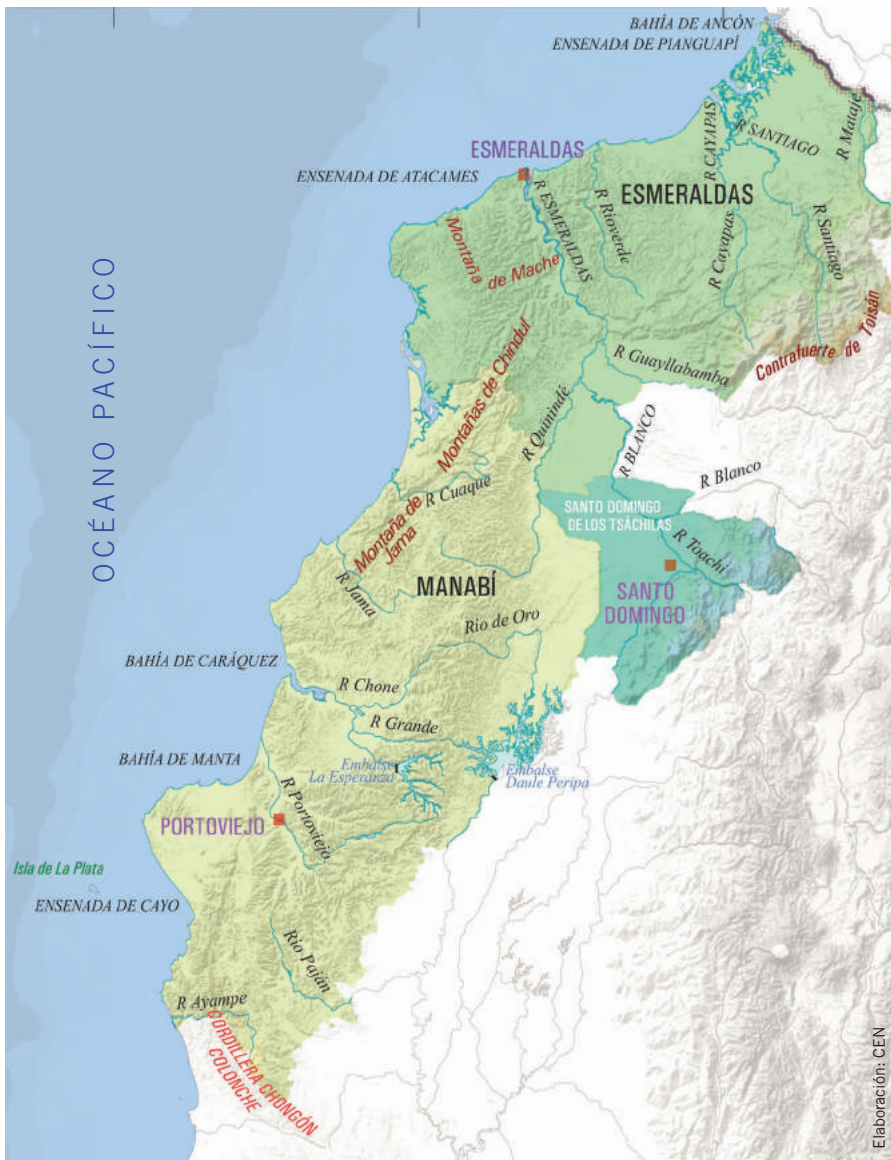 BAHÍA DE ANCÓN
ENSENADA DE PIANGUAPÍ
R CAYAPAS
R SANTIAGO
R Mataje
ESMERALDAS
ENSENADA DE ATACAMES
R ESMERALDAS
ESMERALDAS
R Rioverde
R Cayapas
R Santiago
Montaña
de Mache
OCÉANO PACÍFICO
Contrafuerte de Toisán
Montañas de Chindul
R Guayllabamba
R Quinindé
R BLANCO
R Blanco
R Cuaque
SANTO DOMINGO
DE LOS TSÁCHILAS
Montaña de
Jama
R Toachi
R Jama
MANABÍ
SANTO
DOMINGO
Rio de Oro
BAHÍA DE CARÁQUEZ
R Chone
R Grande
BAHÍA DE MANTA
Embalse
La Esperanza
Embalse
Daule Peripa
R Portoviejo
PORTOVIEJO
Isla de La Plata
ENSENADA DE CAYO
Rio Paján
R Ayampe
CORDILLERA CHONGÓN
COLONCHE
Elaboración: CEN